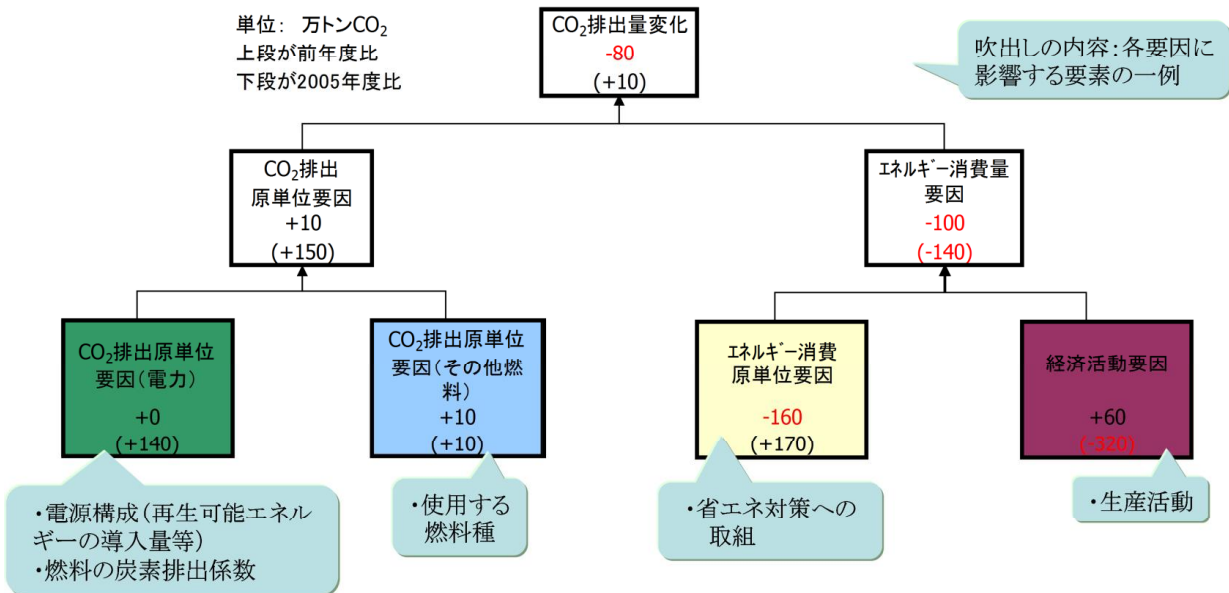 単位: 万トンCO₂
上段が前年度比
下段が2005年度比
CO₂排出量変化
-80
(+10)
吹出しの内容:各要因に
影響する要素の一例
CO₂排出
原単位要因
+10
(+150)
エネルギー消費量
要因
-100
(-140)
CO₂排出原単位
要因(電力)
+0
(+140)
CO₂排出原単位
要因(その他燃
料)
+10
(+10)
エネルギー消費
原単位要因
-160
(+170)
経済活動要因
+60
(-320)
・電源構成(再生可能エネル
ギーの導入量等)
・燃料の炭素排出係数
・使用する
燃料種
・省エネ対策への
取組
・生産活動